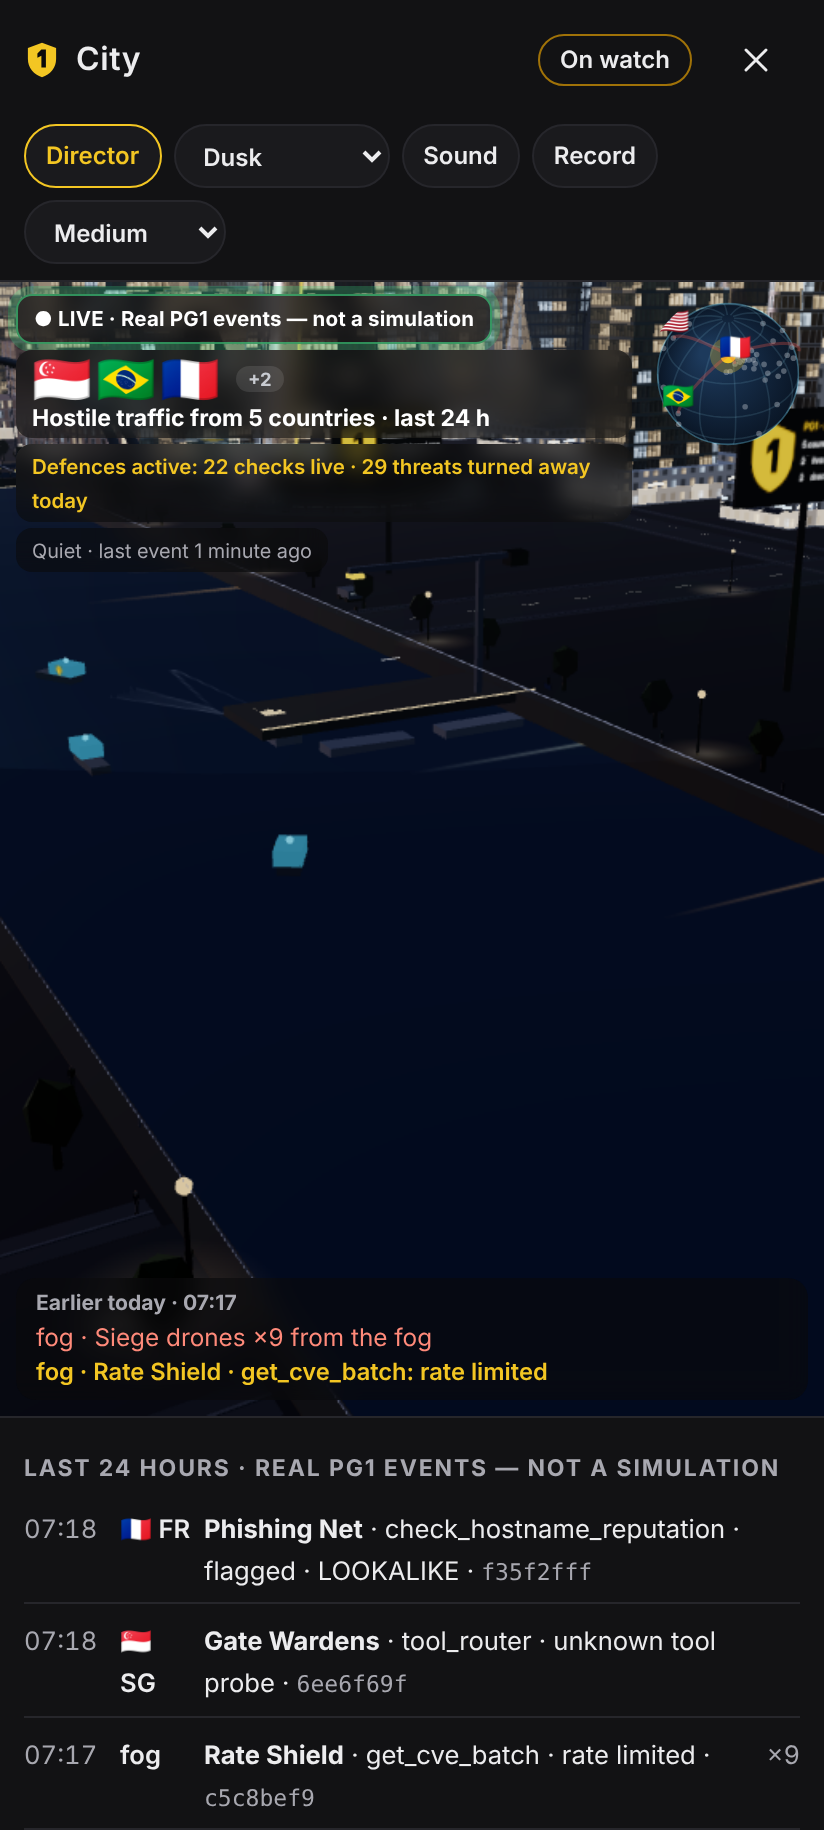 1 City
On watch
Director
Dusk
Sound
Record
Medium
LIVE · Real PG1 events — not a simulation
+2
Hostile traffic from 5 countries · last 24 h
Defences active: 22 checks live · 29 threats turned away
today
Quiet · last event 1 minute ago
1
Earlier today · 07:17
fog · Siege drones ×9 from the fog
fog · Rate Shield · get_cve_batch: rate limited
LAST 24 HOURS · REAL PG1 EVENTS — NOT A SIMULATION
07:18 FR Phishing Net · check_hostname_reputation ·
flagged · LOOKALIKE · f35f2fff
07:18 Gate Wardens · tool_router · unknown tool
SG probe · 6ee6f69f
07:17 fog Rate Shield · get_cve_batch · rate limited · ×9
c5c8bef9